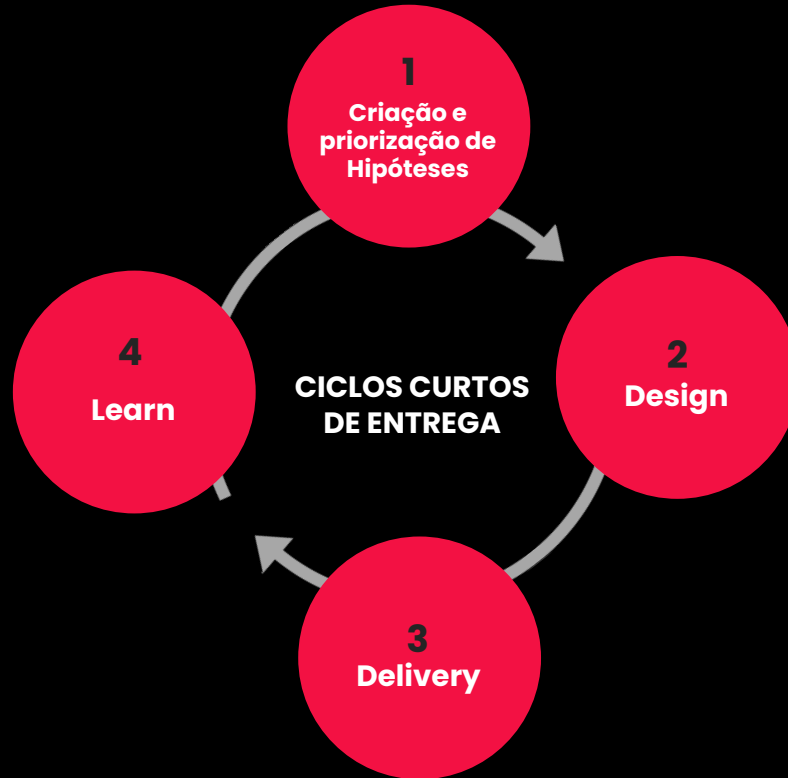 1
Criação e
priorização de
Hipóteses
2
Design
3
Delivery
4
Learn
CICLOS CURTOS
DE ENTREGA